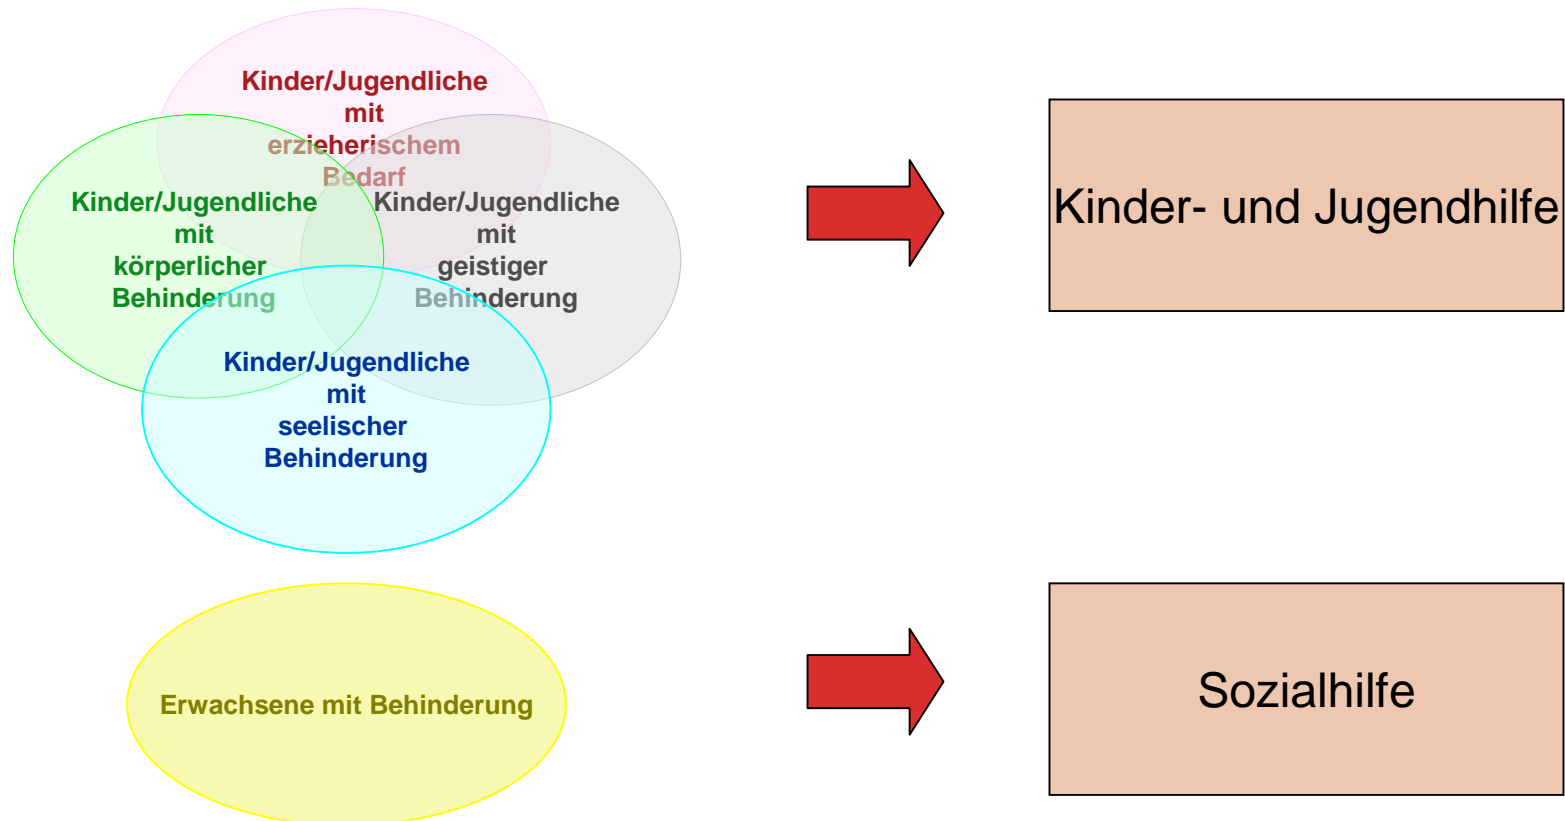 Kinder/Jugendliche
mit
erzieherischem
Bedarf
Kinder/Jugendliche
mit
körperlicher
Behinderung
Kinder/Jugendliche
mit
geistiger
Behinderung
Kinder/Jugendliche
mit
seelischer
Behinderung
Kinder- und Jugendhilfe
Erwachsene mit Behinderung
Sozialhilfe